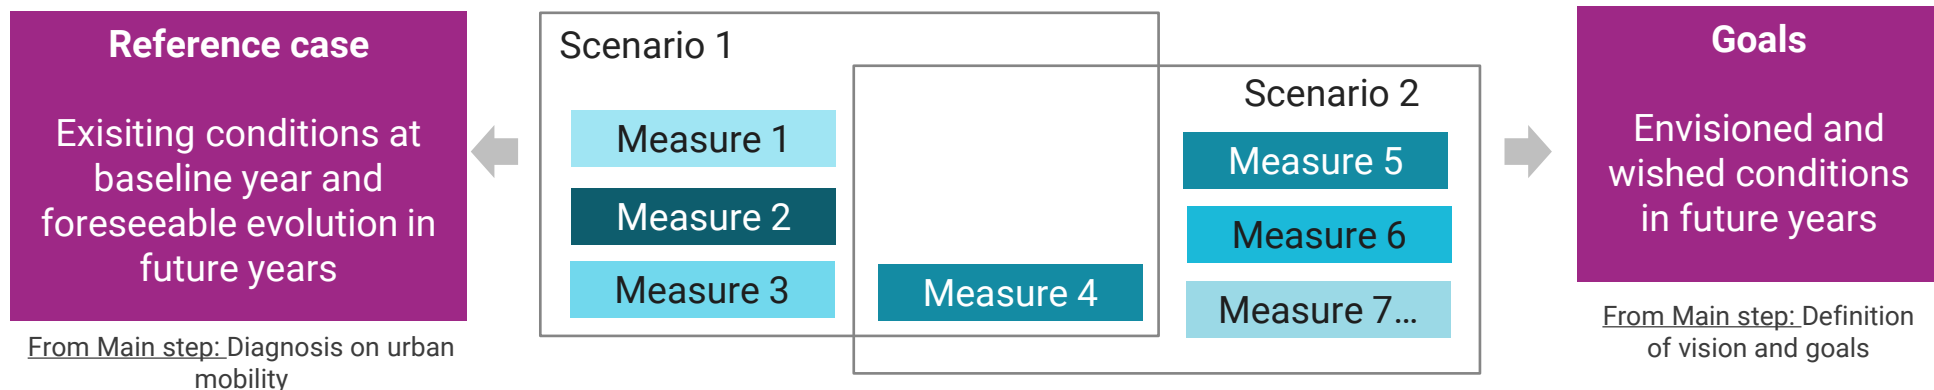 Reference case
Exisiting conditions at
baseline year and
foreseeable evolution in
future years
From Main step: Diagnosis on urban
mobility
Scenario 1
Measure 1
Measure 2
Measure 3
Measure 4
Scenario 2
Measure 5
Measure 6
Measure 7...
Goals
Envisioned and
wished conditions
in future years
From Main step: Definition
of vision and goals